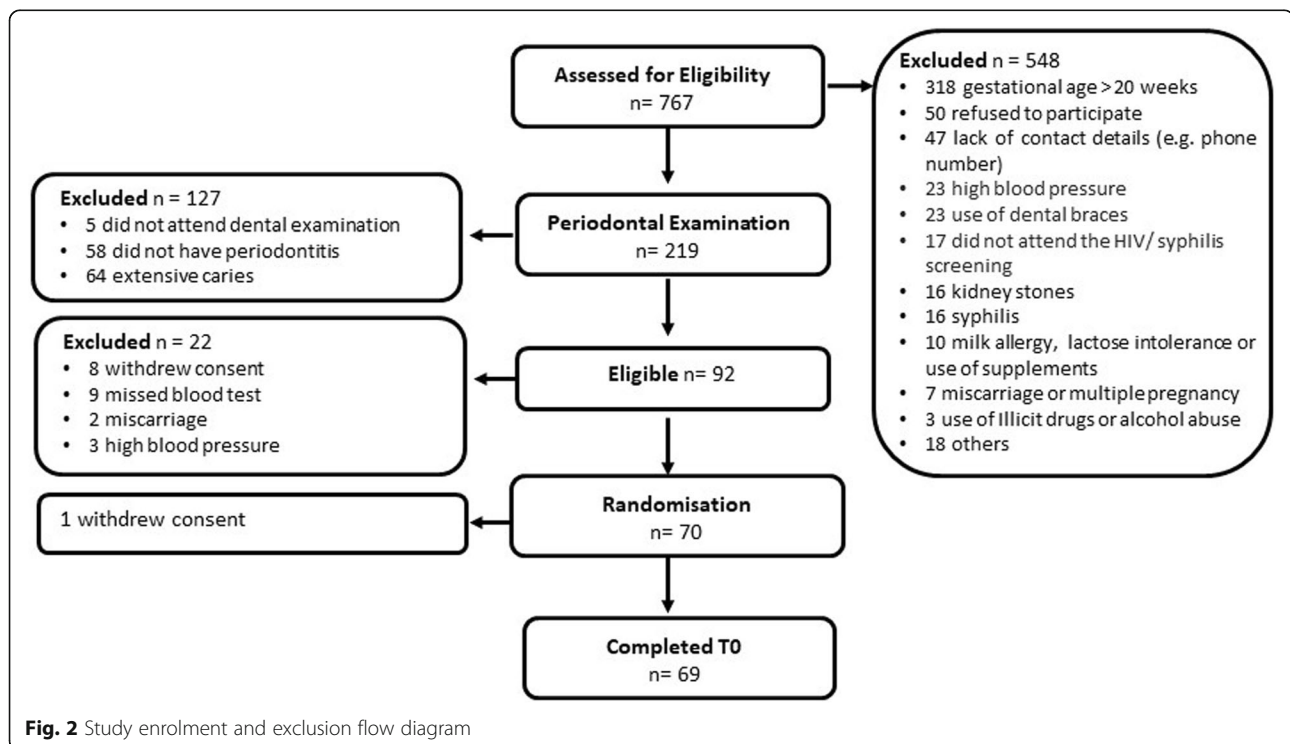 Assessed for Eligibility
n= 767
Excluded n = 548
• 318 gestational age > 20 weeks
• 50 refused to participate
• 47 lack of contact details (e.g. phone
number)
• 23 high blood pressure
• 23 use of dental braces
• 17 did not attend the HIV/ syphilis
screening
• 16 kidney stones
• 16 syphilis
• 10 milk allergy, lactose intolerance or
use of supplements
• 7 miscarriage or multiple pregnancy
• 3 use of Illicit drugs or alcohol abuse
• 18 others
Periodontal Examination
n= 219
Excluded n = 127
• 5 did not attend dental examination
• 58 did not have periodontitis
• 64 extensive caries
Eligible n= 92
Excluded n = 22
• 8 withdrew consent
• 9 missed blood test
• 2 miscarriage
• 3 high blood pressure
Randomisation
n= 70
1 withdrew consent
Completed T0
n= 69
Fig. 2 Study enrolment and exclusion flow diagram